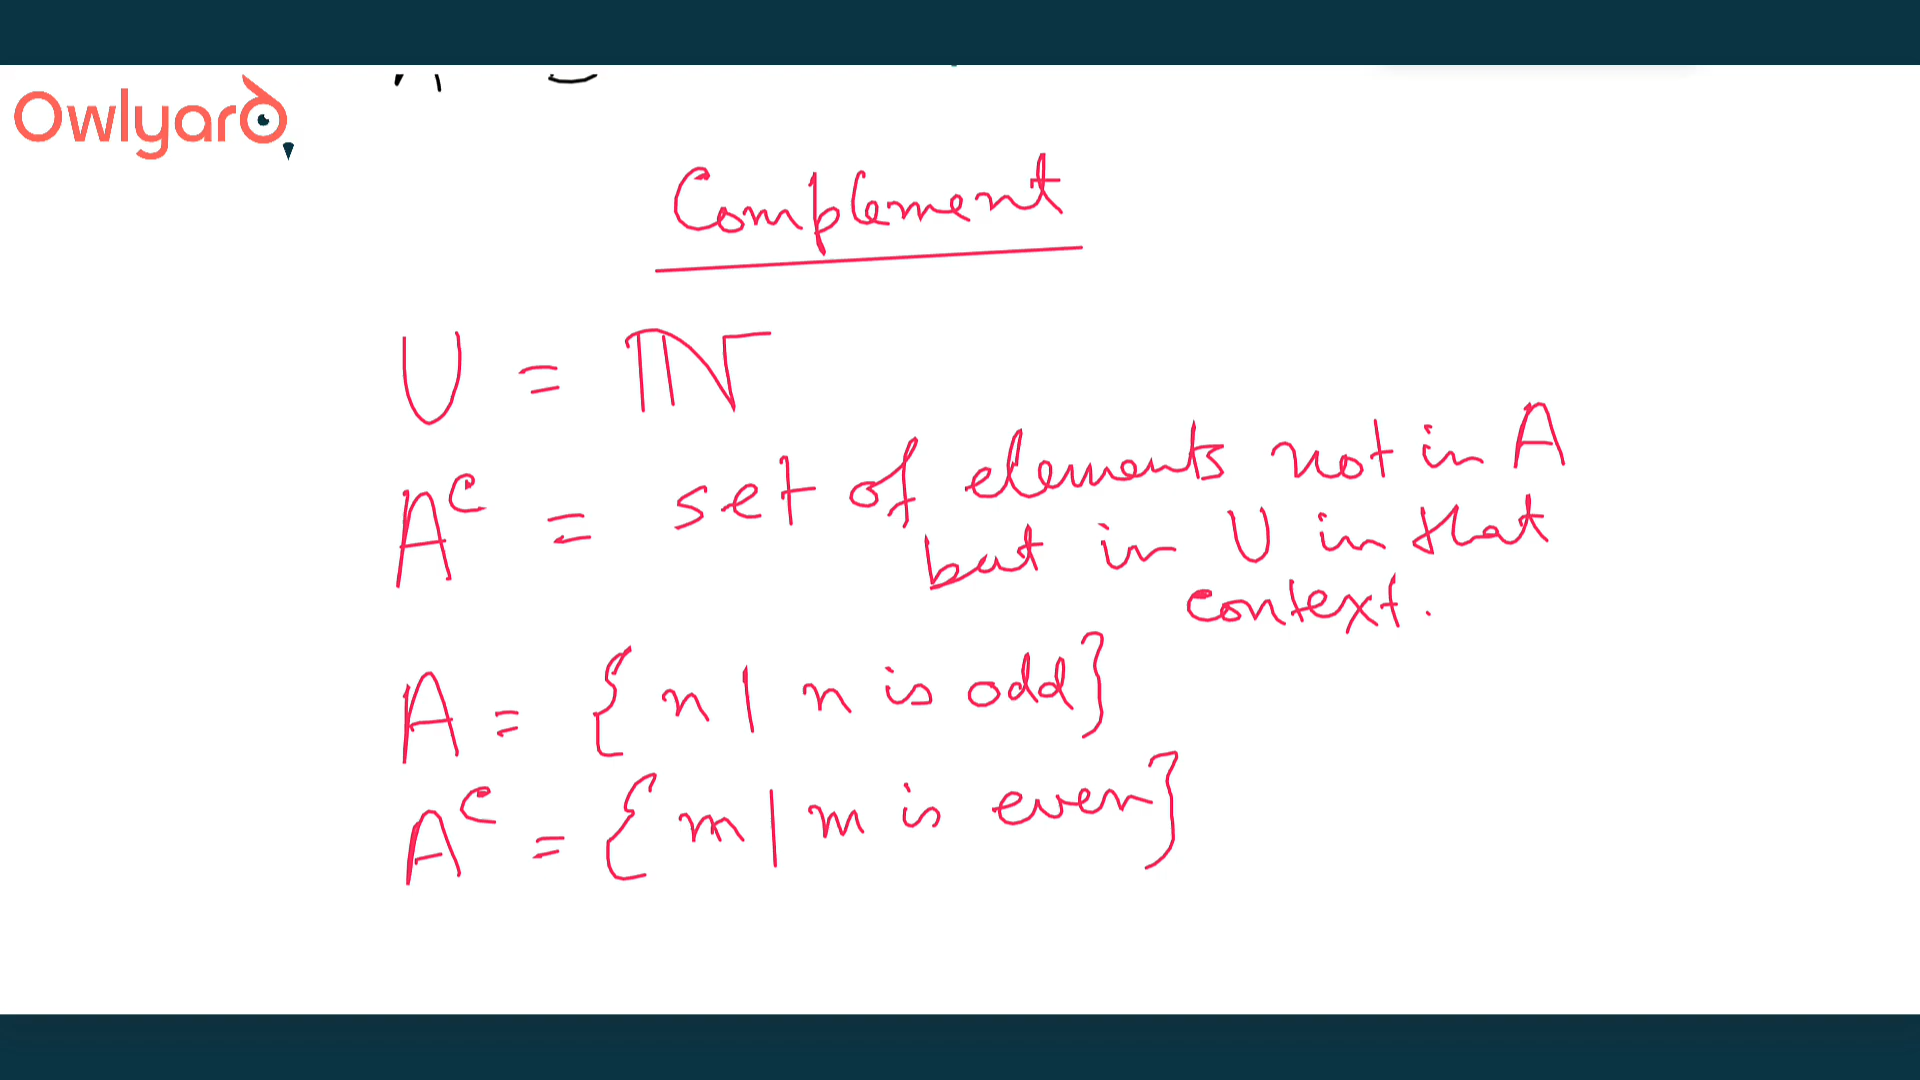 Owlyard
Complement
U = ℕ
Aᶜ = set of elements not in A
but in U in that
context.
A = {n | n is odd}
Aᶜ = {m | m is even}